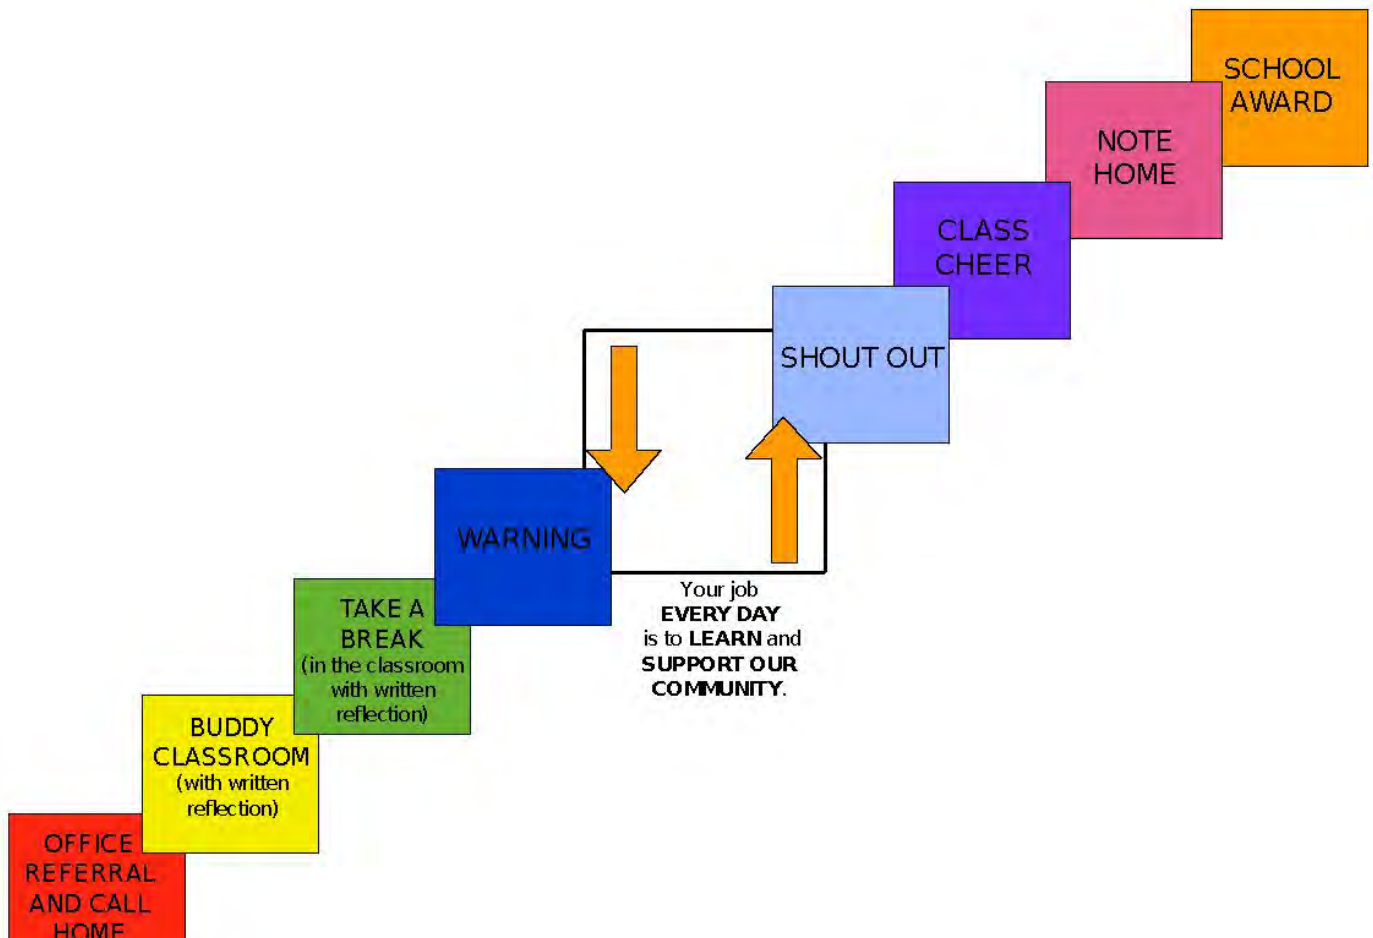 SCHOOL
AWARD
NOTE
HOME
CLASS
CHEER
SHOUT OUT
WARNING
Your job
EVERY DAY
is to LEARN and
SUPPORT OUR
COMMUNITY.
TAKE A
BREAK
(in the classroom
with written
reflection)
BUDDY
CLASSROOM
(with written
reflection)
OFFICE
REFERRAL
AND CALL
HOME